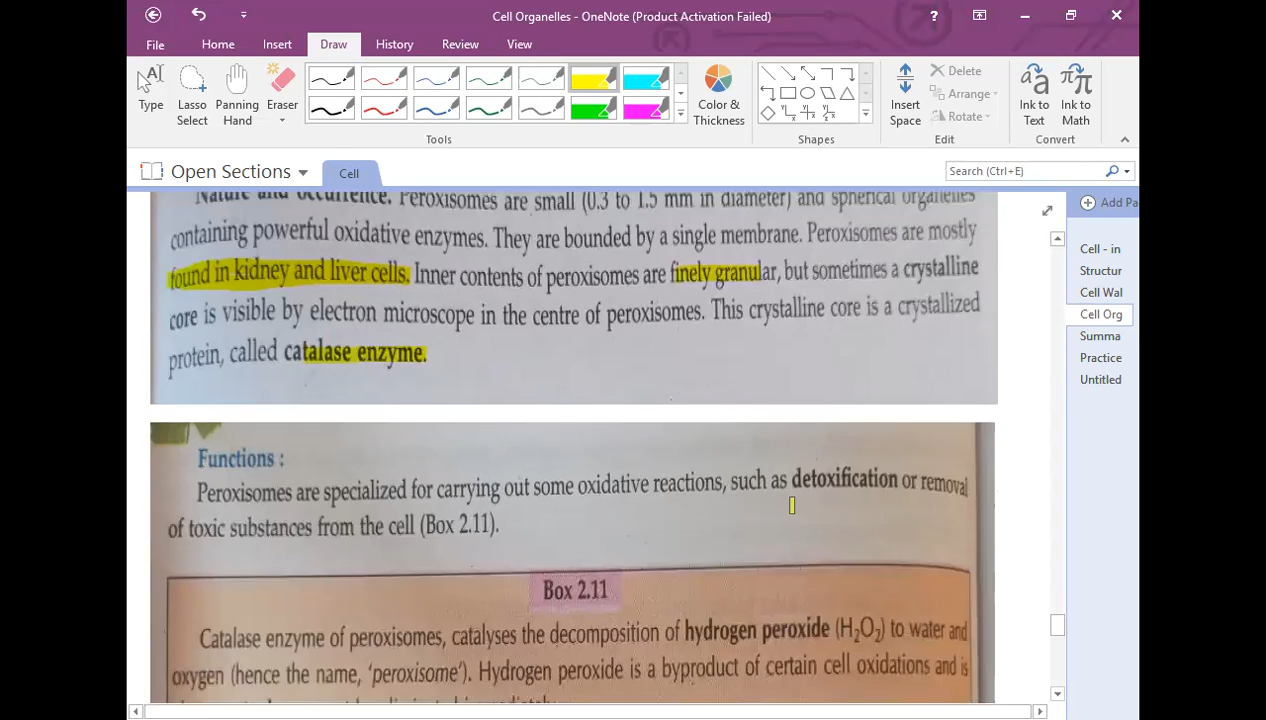 Cell Organelles - OneNote (Product Activation Failed)
?
File Home Insert Draw History Review View
Type
Lasso Select
Panning Hand
Eraser
Color & Thickness
Insert Space
Delete
Arrange
Rotate
Ink to Text
Ink to Math
Tools
Shapes
Edit
Convert
Open Sections
Cell
Search (Ctrl+E)
Add Pa
Cell - in
Structur
Cell Wal
Cell Org
Summa
Practice
Untitled
Nature and occurrence. Peroxisomes are small (0.3 to 1.5 mm in diameter) and spherical organelles
containing powerful oxidative enzymes. They are bounded by a single membrane. Peroxisomes are mostly
found in kidney and liver cells. Inner contents of peroxisomes are finely granular, but sometimes a crystalline
core is visible by electron microscope in the centre of peroxisomes. This crystalline core is a crystallized
protein, called catalase enzyme.
Functions :
Peroxisomes are specialized for carrying out some oxidative reactions, such as detoxification or removal
of toxic substances from the cell (Box 2.11).
Box 2.11
Catalase enzyme of peroxisomes, catalyses the decomposition of hydrogen peroxide (H₂O₂) to water and
oxygen (hence the name, 'peroxisome'). Hydrogen peroxide is a byproduct of certain cell oxidations and is